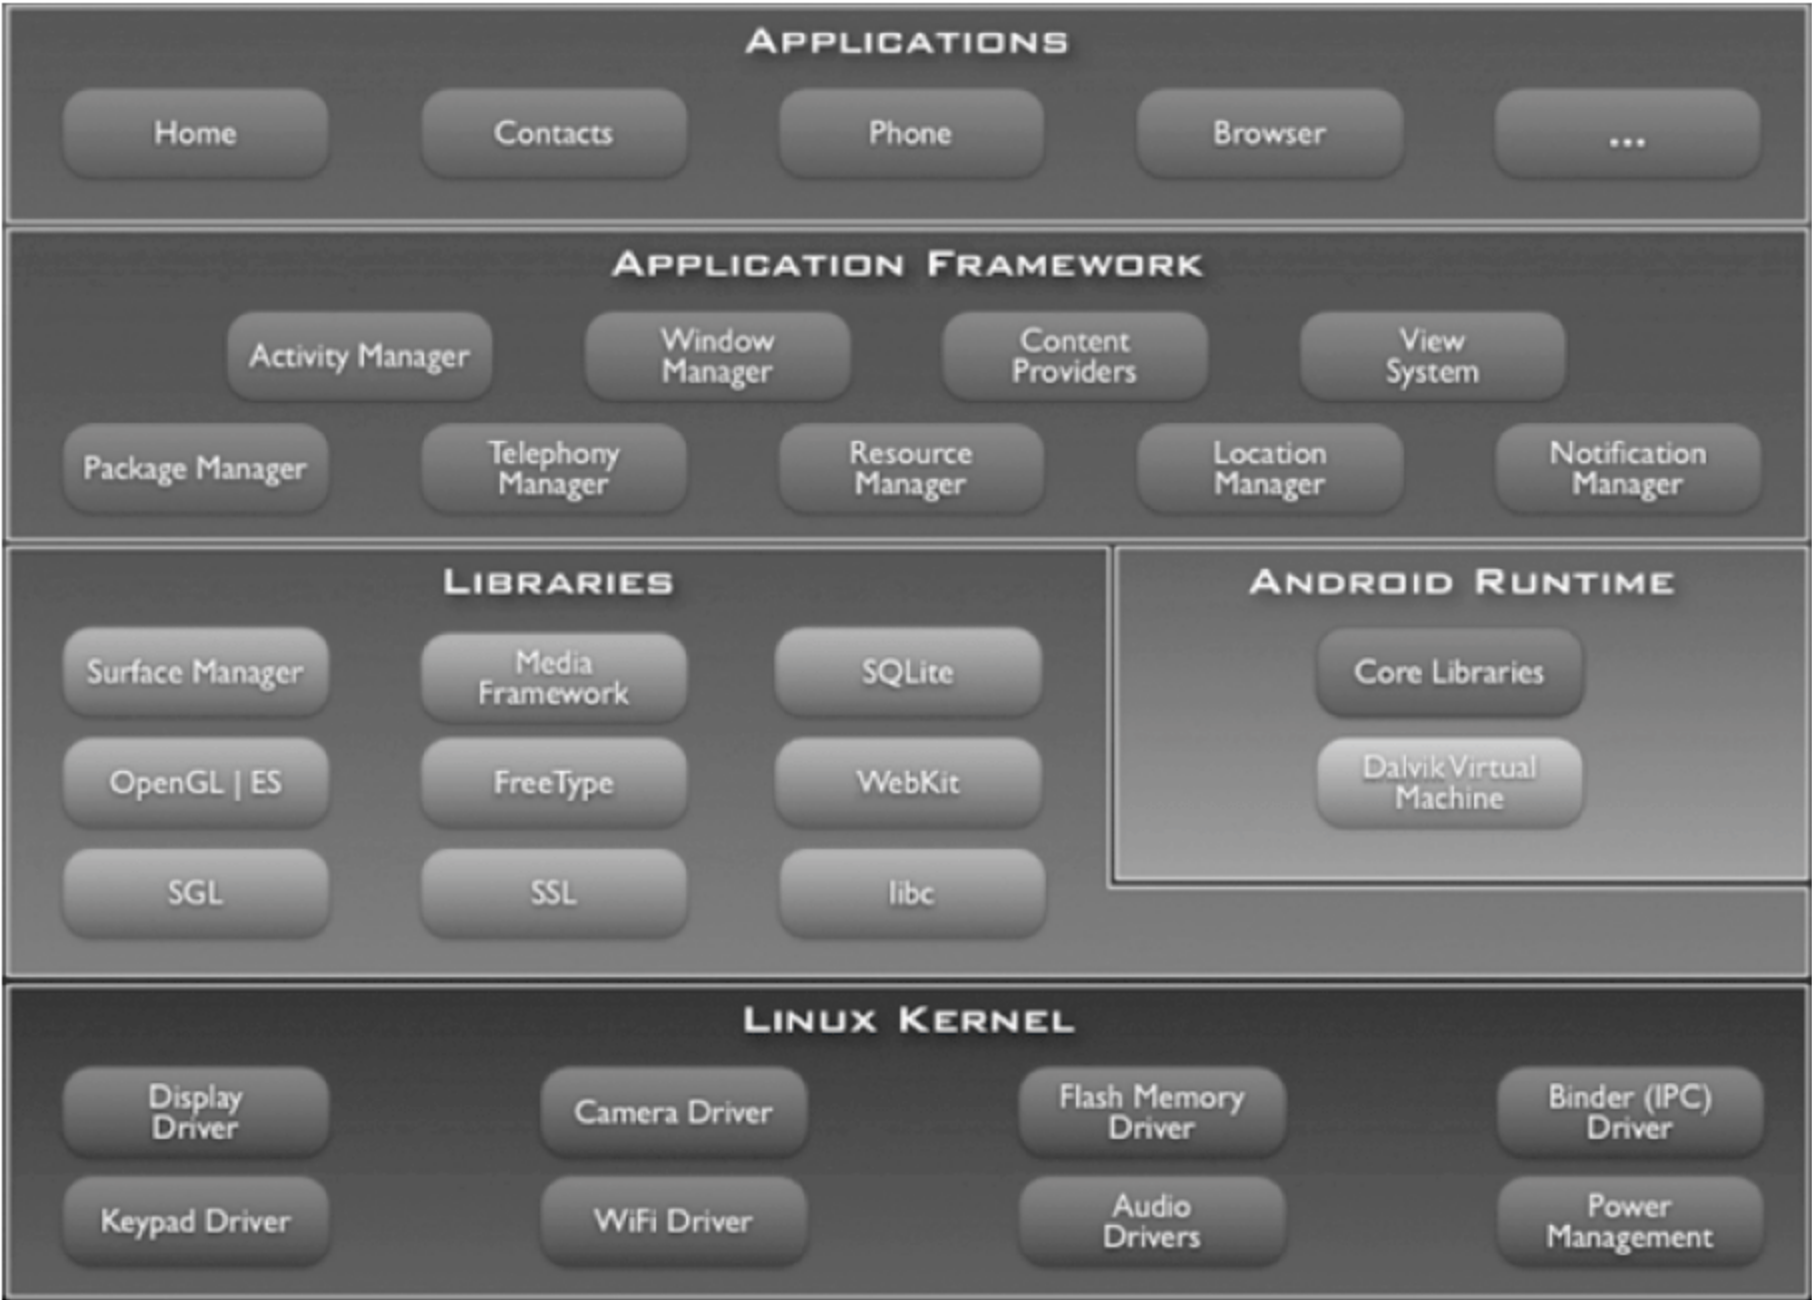 APPLICATIONS
Home
Contacts
Phone
Browser
...
APPLICATION FRAMEWORK
Activity Manager
Window
Manager
Content
Providers
View
System
Package Manager
Telephony
Manager
Resource
Manager
Location
Manager
Notification
Manager
LIBRARIES
Surface Manager
Media
Framework
SQLite
OpenGL | ES
FreeType
WebKit
SGL
SSL
libc
ANDROID RUNTIME
Core Libraries
Dalvik Virtual
Machine
LINUX KERNEL
Display
Driver
Camera Driver
Flash Memory
Driver
Binder (IPC)
Driver
Keypad Driver
WiFi Driver
Audio
Drivers
Power
Management